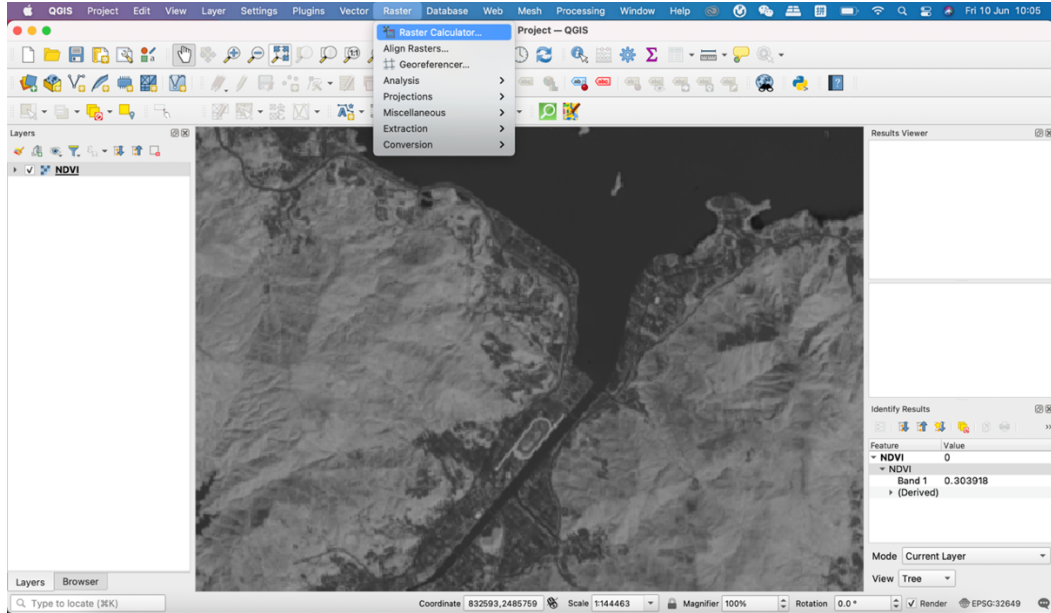 QGIS Project Edit View Layer Settings Plugins Vector Raster Database Web Mesh Processing Window Help Fri 10 Jun 10:05
Project — QGIS
Raster Calculator...
Align Rasters...
Georeferencer...
Analysis
Projections
Miscellaneous
Extraction
Conversion
Layers
NDVI
Results Viewer
Identify Results
Feature Value
NDVI 0
NDVI
Band 1 0.303918
(Derived)
Mode Current Layer
View Tree
Layers Browser
Type to locate (⌘K) Coordinate 832593,2485759 Scale 1:144463 Magnifier 100% Rotation 0.0 ° Render EPSG:32649